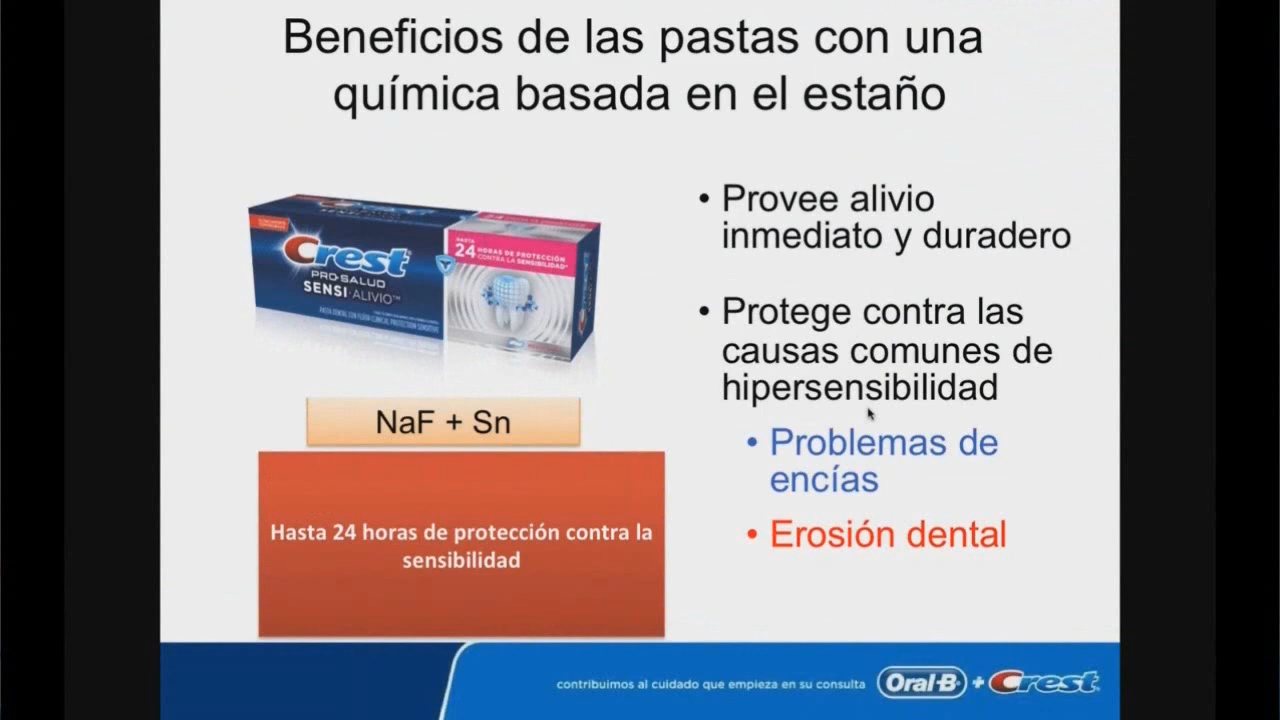 Beneficios de las pastas con una
química basada en el estaño
Crest
PRO-SALUD
SENSI·ALIVIO™
HASTA
24 HORAS DE PROTECCIÓN
CONTRA LA SENSIBILIDAD*
NaF + Sn
Hasta 24 horas de protección contra la
sensibilidad
• Provee alivio
inmediato y duradero
• Protege contra las
causas comunes de
hipersensibilidad
• Problemas de
encías
• Erosión dental
contribuimos al cuidado que empieza en su consulta
Oral-B + Crest